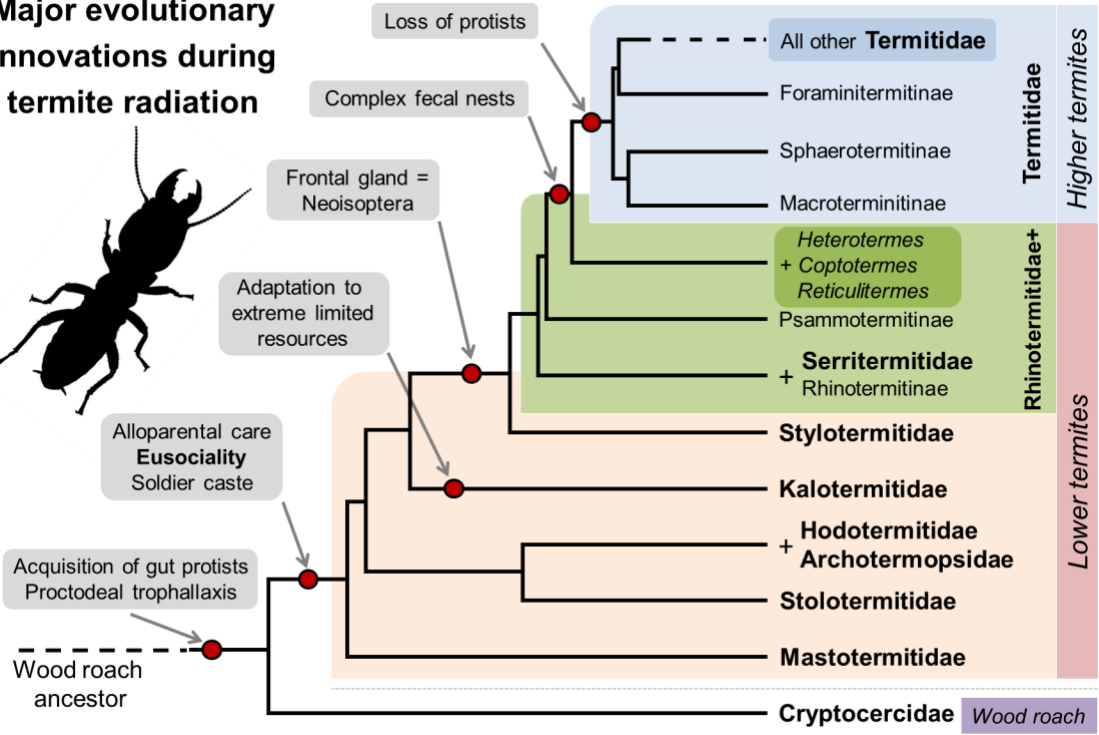 Major evolutionary
innovations during
termite radiation
Loss of protists
Complex fecal nests
Frontal gland =
Neoisoptera
Adaptation to
extreme limited
resources
Alloparental care
Eusociality
Soldier caste
Acquisition of gut protists
Proctodeal trophallaxis
Wood roach
ancestor
All other Termitidae
Foraminitermitinae
Sphaerotermitinae
Macroterminitinae
Heterotermes
+ Coptotermes
Reticulitermes
Psammotermitinae
+ Serritermitidae
Rhinotermitinae
Stylotermitidae
Kalotermitidae
+ Hodotermitidae
Archotermopsidae
Stolotermitidae
Mastotermitidae
Cryptocercidae
Wood roach
Termitidae
Rhinotermitidae+
Higher termites
Lower termites